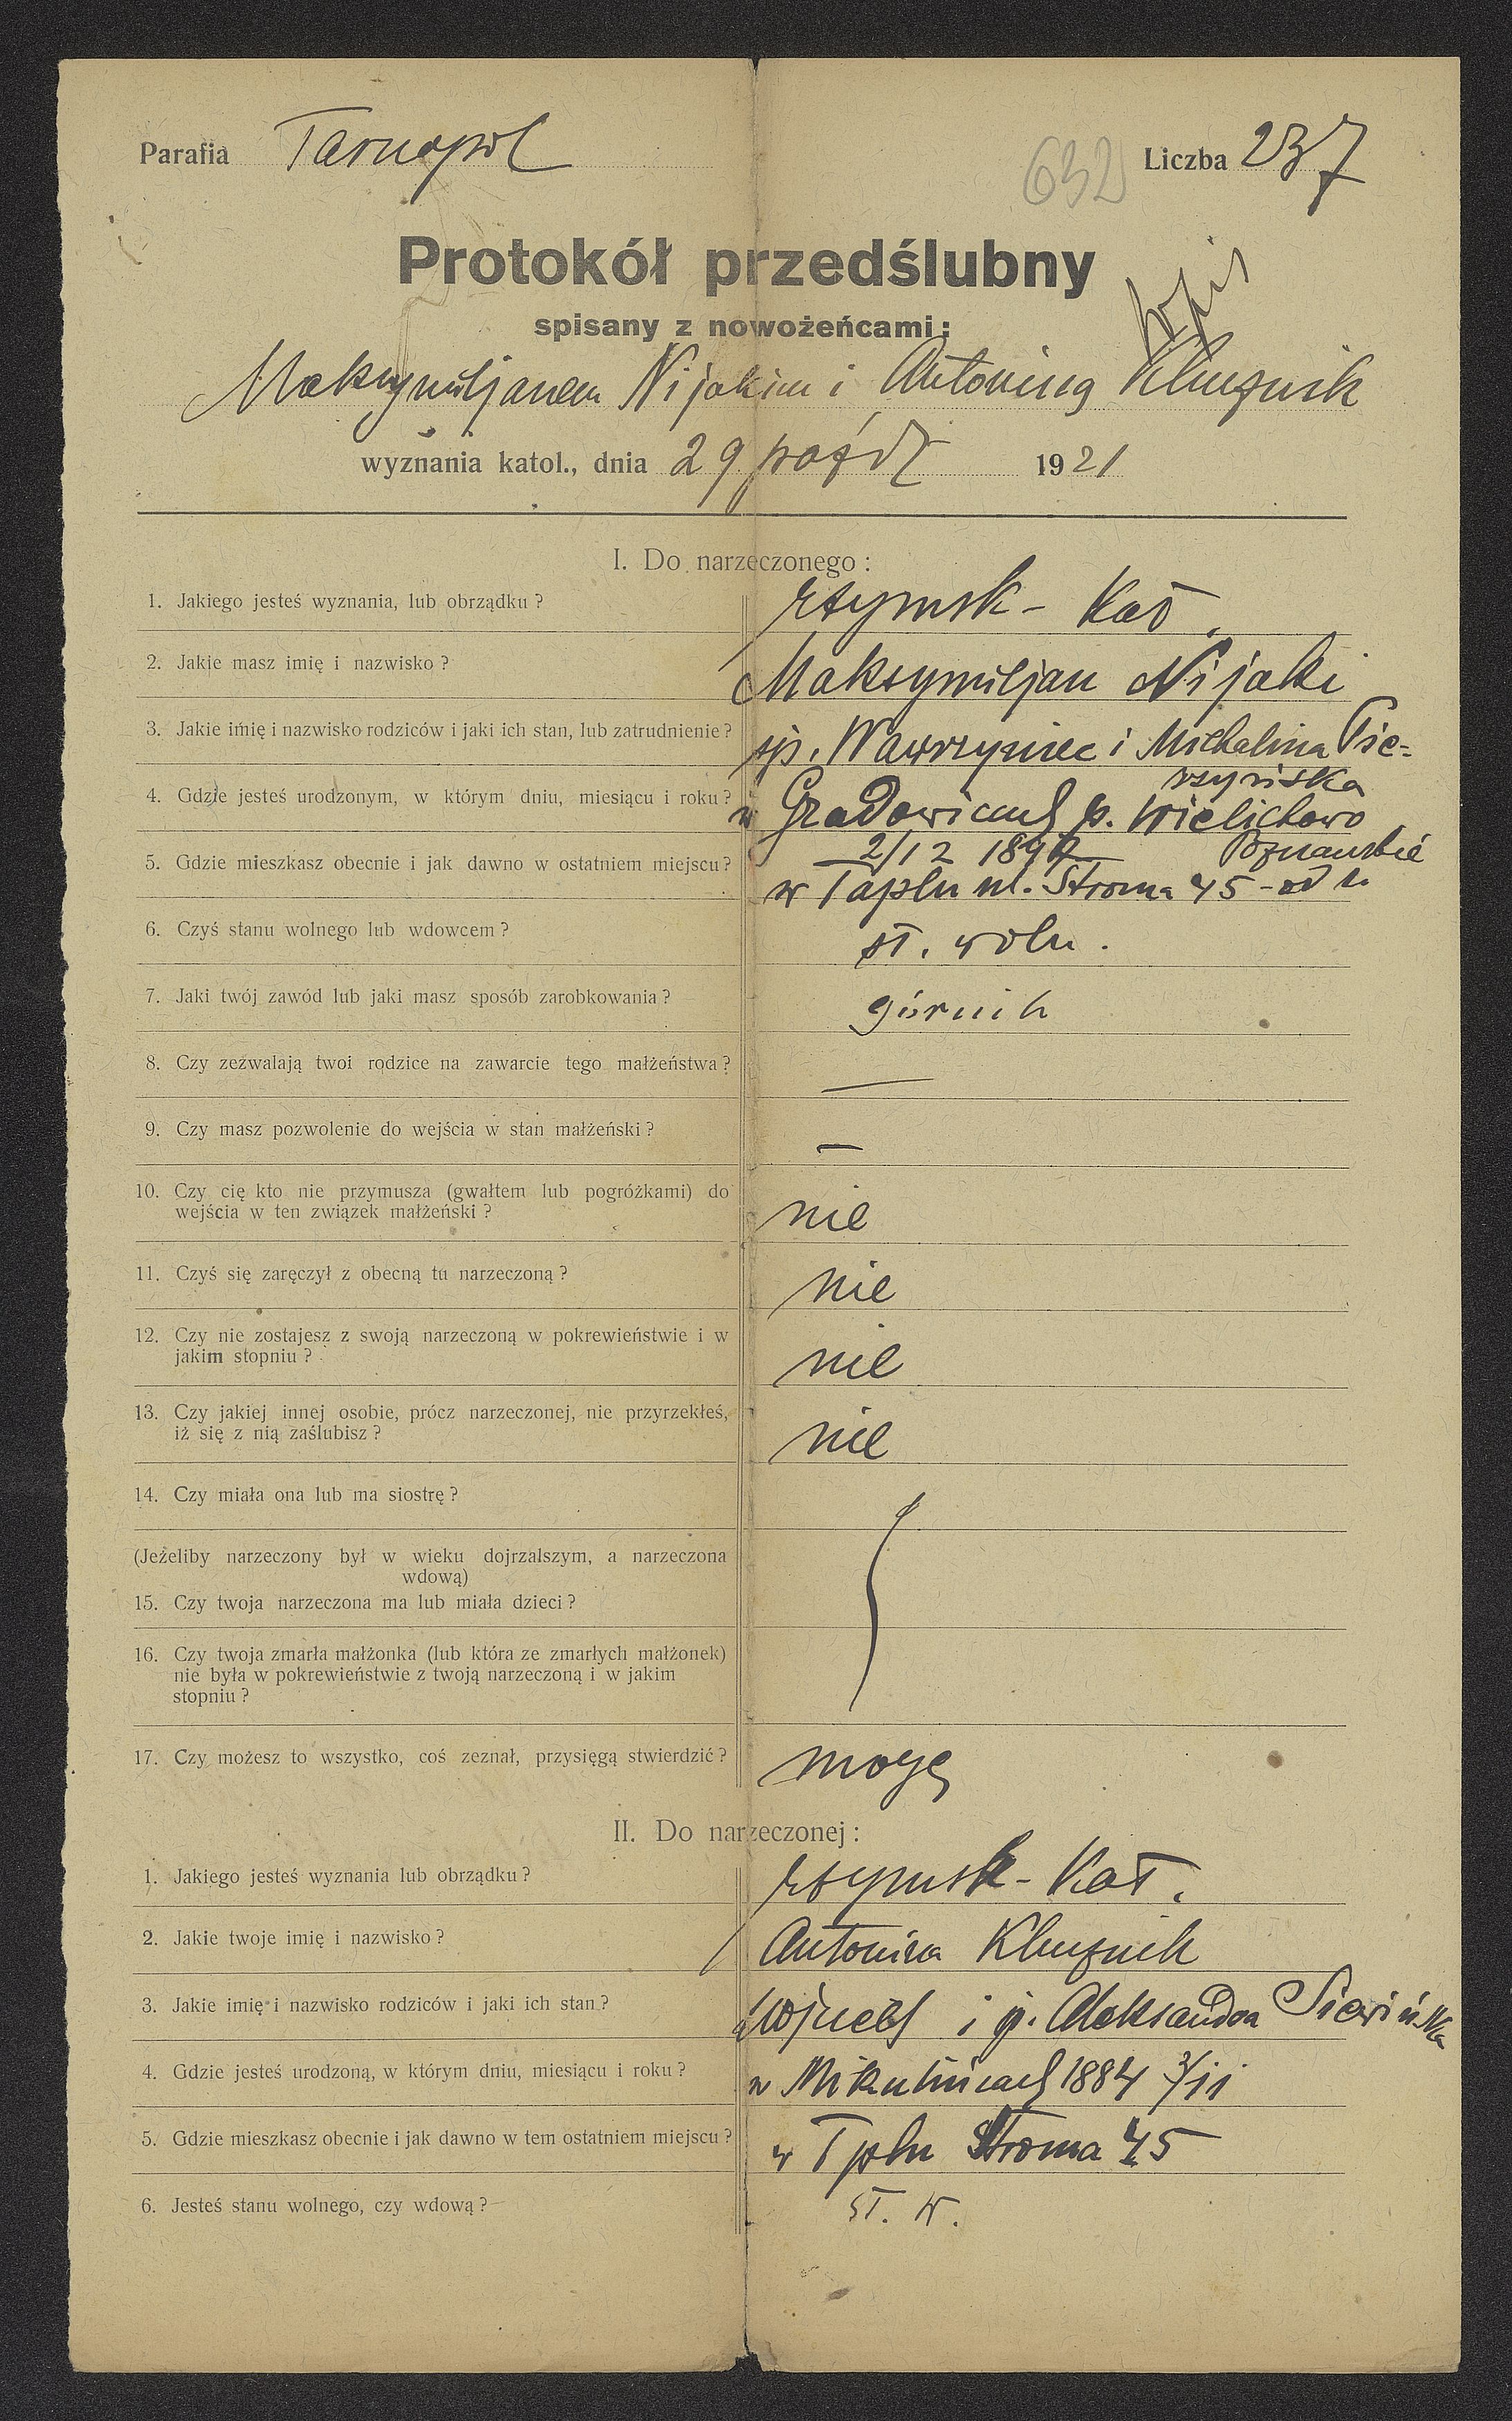 Parafia Tarnopol 632 Liczba 237
Protokół przedślubny
spisany z nowożeńcami:
Maksymiljanem Nijakim i Antoniną Klucznik
wyznania katol., dnia 29 paźdz 1921
I. Do narzeczonego:
1. Jakiego jesteś wyznania, lub obrządku? rzymsk-kat.
2. Jakie masz imię i nazwisko? Maksymiljan Nijaki
3. Jakie imię i nazwisko rodziców i jaki ich stan, lub zatrudnienie? śp. Wawrzyniec i Michalina Pie-
rzyńska
4. Gdzie jesteś urodzonym, w którym dniu, miesiącu i roku? w Gradowicach p. Wielichowo
2/12 189 Poznańskie
5. Gdzie mieszkasz obecnie i jak dawno w ostatniem miejscu? w Taplu ul. Stroma 45 - od
6. Czyś stanu wolnego lub wdowcem? st. woln.
7. Jaki twój zawód lub jaki masz sposób zarobkowania? górnik
8. Czy zezwalają twoi rodzice na zawarcie tego małżeństwa? —
9. Czy masz pozwolenie do wejścia w stan małżeński? —
10. Czy cię kto nie przymusza (gwałtem lub pogróżkami) do
wejścia w ten związek małżeński? nie
11. Czyś się zaręczył z obecną tu narzeczoną? nie
12. Czy nie zostajesz z swoją narzeczoną w pokrewieństwie i w
jakim stopniu? nie
13. Czy jakiej innej osobie, prócz narzeczonej, nie przyrzekłeś,
iż się z nią zaślubisz? nie
14. Czy miała ona lub ma siostrę?
(Jeżeliby narzeczony był w wieku dojrzalszym, a narzeczona
wdową)
15. Czy twoja narzeczona ma lub miała dzieci?
16. Czy twoja zmarła małżonka (lub która ze zmarłych małżonek)
nie była w pokrewieństwie z twoją narzeczoną i w jakim
stopniu?
17. Czy możesz to wszystko, coś zeznał, przysięgą stwierdzić? mogę
II. Do narzeczonej:
1. Jakiego jesteś wyznania lub obrządku? rzymsk-kat.
2. Jakie twoje imię i nazwisko? Antonina Klucznik
3. Jakie imię i nazwisko rodziców i jaki ich stan? Wojciech i p. Aleksandra Siewińska
4. Gdzie jesteś urodzoną, w którym dniu, miesiącu i roku? w Mikulińcach 1884 /11
5. Gdzie mieszkasz obecnie i jak dawno w tem ostatniem miejscu? w Tplu Stroma 45
6. Jesteś stanu wolnego, czy wdową? st. w.